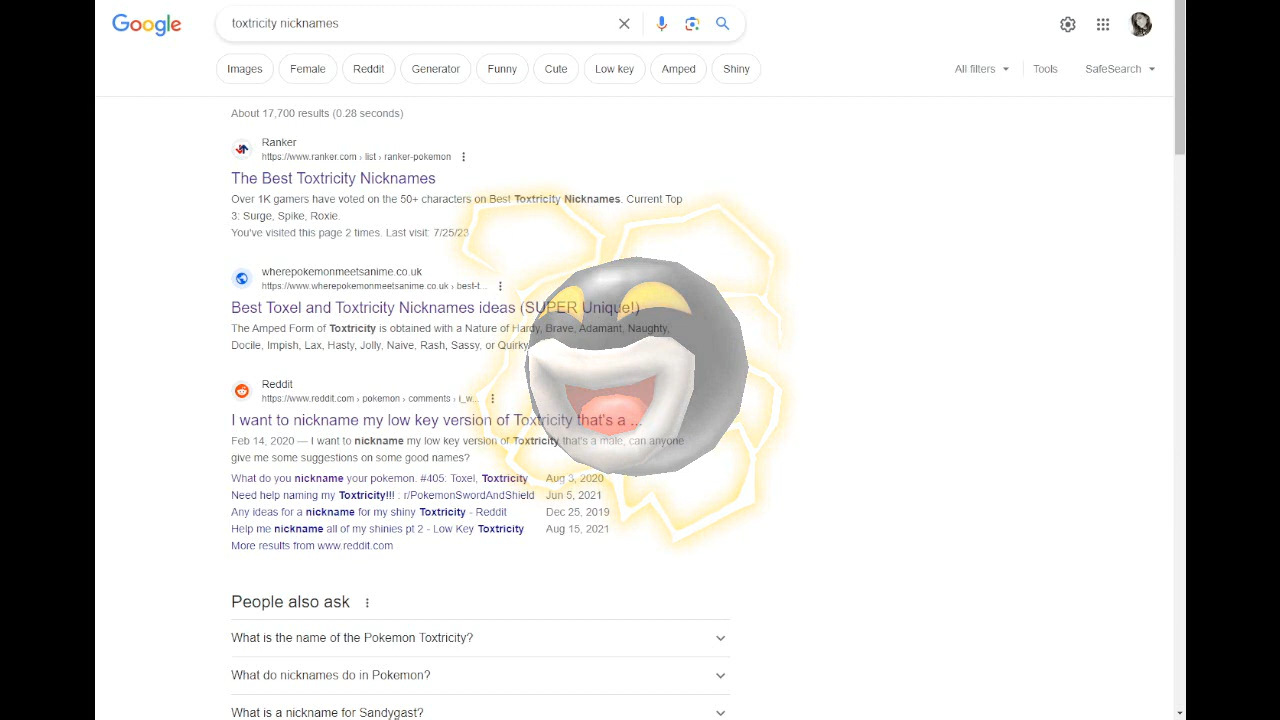 Google
toxtricity nicknames
Images Female Reddit Generator Funny Cute Low key Amped Shiny All filters Tools SafeSearch
About 17,700 results (0.28 seconds)
Ranker
https://www.ranker.com › list › ranker-pokemon
The Best Toxtricity Nicknames
Over 1K gamers have voted on the 50+ characters on Best Toxtricity Nicknames. Current Top
3: Surge, Spike, Roxie.
You've visited this page 2 times. Last visit: 7/25/23
wherepokemonmeetsanime.co.uk
https://www.wherepokemonmeetsanime.co.uk › best-t...
Best Toxel and Toxtricity Nicknames ideas (SUPER Unique!)
The Amped Form of Toxtricity is obtained with a Nature of Hardy, Brave, Adamant, Naughty,
Docile, Impish, Lax, Hasty, Jolly, Naive, Rash, Sassy, or Quirky
Reddit
https://www.reddit.com › pokemon › comments › i_w...
I want to nickname my low key version of Toxtricity that's a ...
Feb 14, 2020 — I want to nickname my low key version of Toxtricity that's a male, can anyone
give me some suggestions on some good names?
What do you nickname your pokemon. #405: Toxel, Toxtricity Aug 3, 2020
Need help naming my Toxtricity!!! : r/PokemonSwordAndShield Jun 5, 2021
Any ideas for a nickname for my shiny Toxtricity - Reddit Dec 25, 2019
Help me nickname all of my shinies pt 2 - Low Key Toxtricity Aug 15, 2021
More results from www.reddit.com
People also ask
What is the name of the Pokemon Toxtricity?
What do nicknames do in Pokemon?
What is a nickname for Sandygast?